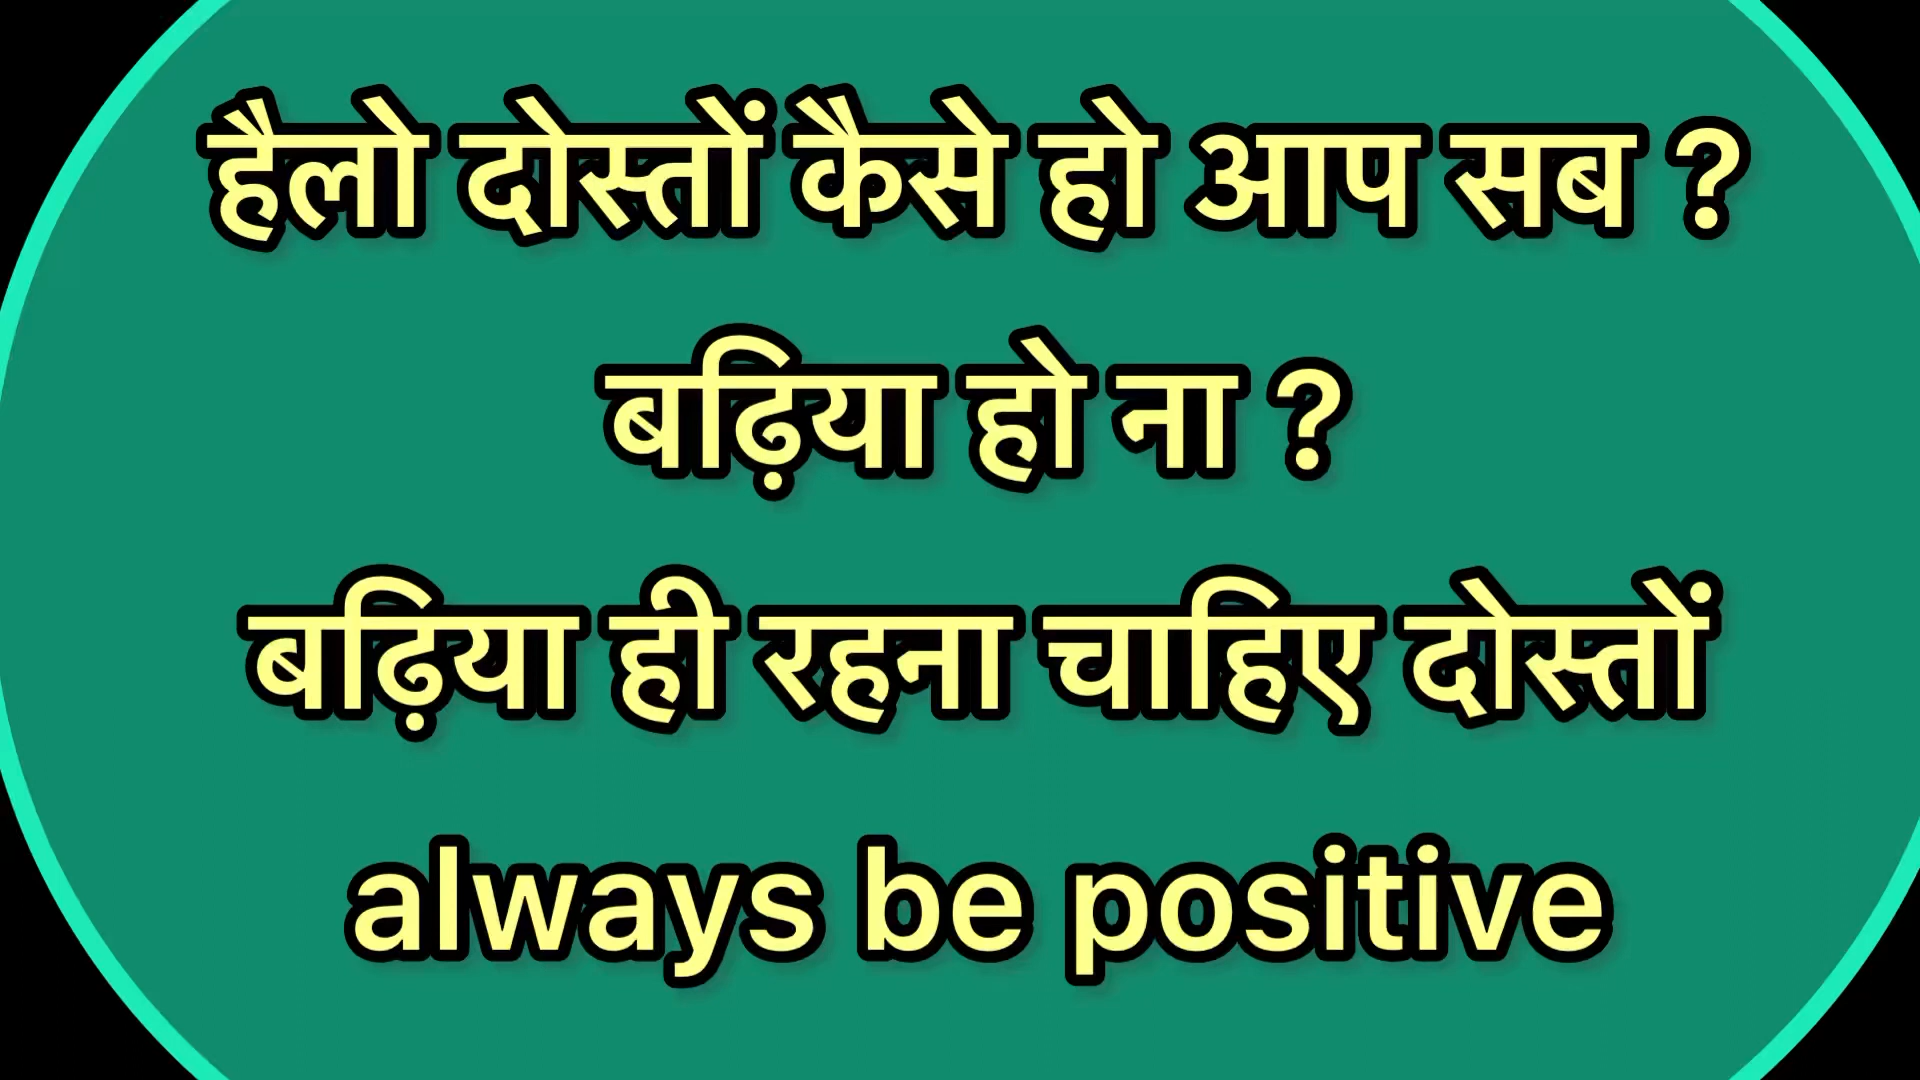 हैलो दोस्तों कैसे हो आप सब ?
बढ़िया हो ना ?
बढ़िया ही रहना चाहिए दोस्तों
always be positive